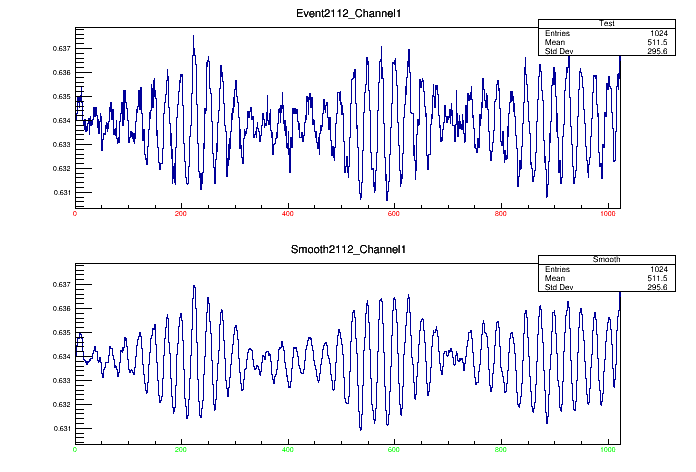 Event2112_Channel1
Test
Entries 1024
Mean 511.5
Std Dev 295.6
0.637
0.636
0.635
0.634
0.633
0.632
0.631
0 200 400 600 800 1000
Smooth2112_Channel1
Smooth
Entries 1024
Mean 511.5
Std Dev 295.6
0.637
0.636
0.635
0.634
0.633
0.632
0.631
0 200 400 600 800 1000